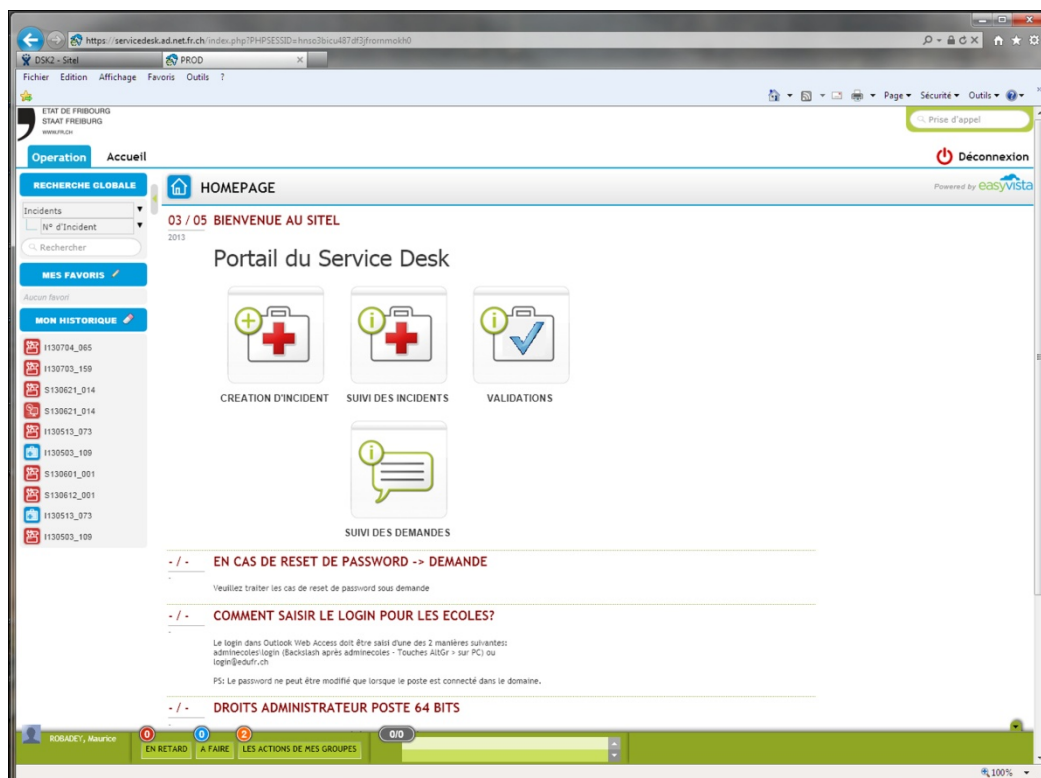 https://servicedesk.ad.net.fr.ch/index.php?PHPSESSID=hnso3bicu487df3jfrornmokh0
DSK2 - Sitel
PROD
Fichier Edition Affichage Favoris Outils ?
Page Sécurité Outils
ETAT DE FRIBOURG
STAAT FREIBURG
WWW.FR.CH
Prise d'appel
Operation Accueil
Déconnexion
RECHERCHE GLOBALE
HOMEPAGE
Powered by easyvista
Incidents
N° d'Incident
Rechercher
MES FAVORIS
Aucun favori
MON HISTORIQUE
I130704_065
I130703_159
S130621_014
S130621_014
I130513_073
I130503_109
S130601_001
S130612_001
I130513_073
I130503_109
03 / 05 BIENVENUE AU SITEL
2013
Portail du Service Desk
CREATION D'INCIDENT SUIVI DES INCIDENTS VALIDATIONS
SUIVI DES DEMANDES
- / - EN CAS DE RESET DE PASSWORD -> DEMANDE
-
Veuillez traiter les cas de reset de password sous demande
- / - COMMENT SAISIR LE LOGIN POUR LES ECOLES?
-
Le login dans Outlook Web Access doit être saisi d'une des 2 manières suivantes:
adminecoles\login (Backslash après adminecoles - Touches AltGr > sur PC) ou
login@edufr.ch
PS: Le password ne peut être modifié que lorsque le poste est connecté dans le domaine.
- / - DROITS ADMINISTRATEUR POSTE 64 BITS
ROBADEY, Maurice
0 0 2 0/0
EN RETARD A FAIRE LES ACTIONS DE MES GROUPES
100%